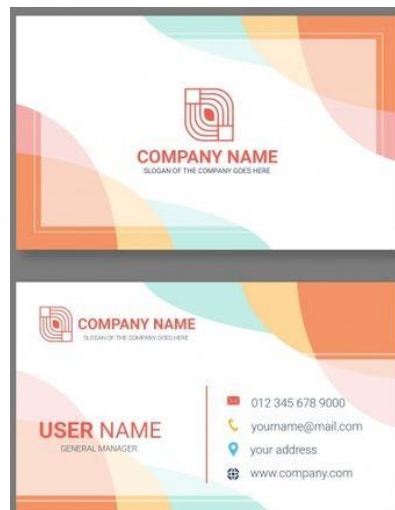 COMPANY NAME
SLOGAN OF THE COMPANY GOES HERE
COMPANY NAME
SLOGAN OF THE COMPANY GOES HERE
USER NAME
GENERAL MANAGER
012 345 678 9000
yourname@mail.com
your address
www.company.com